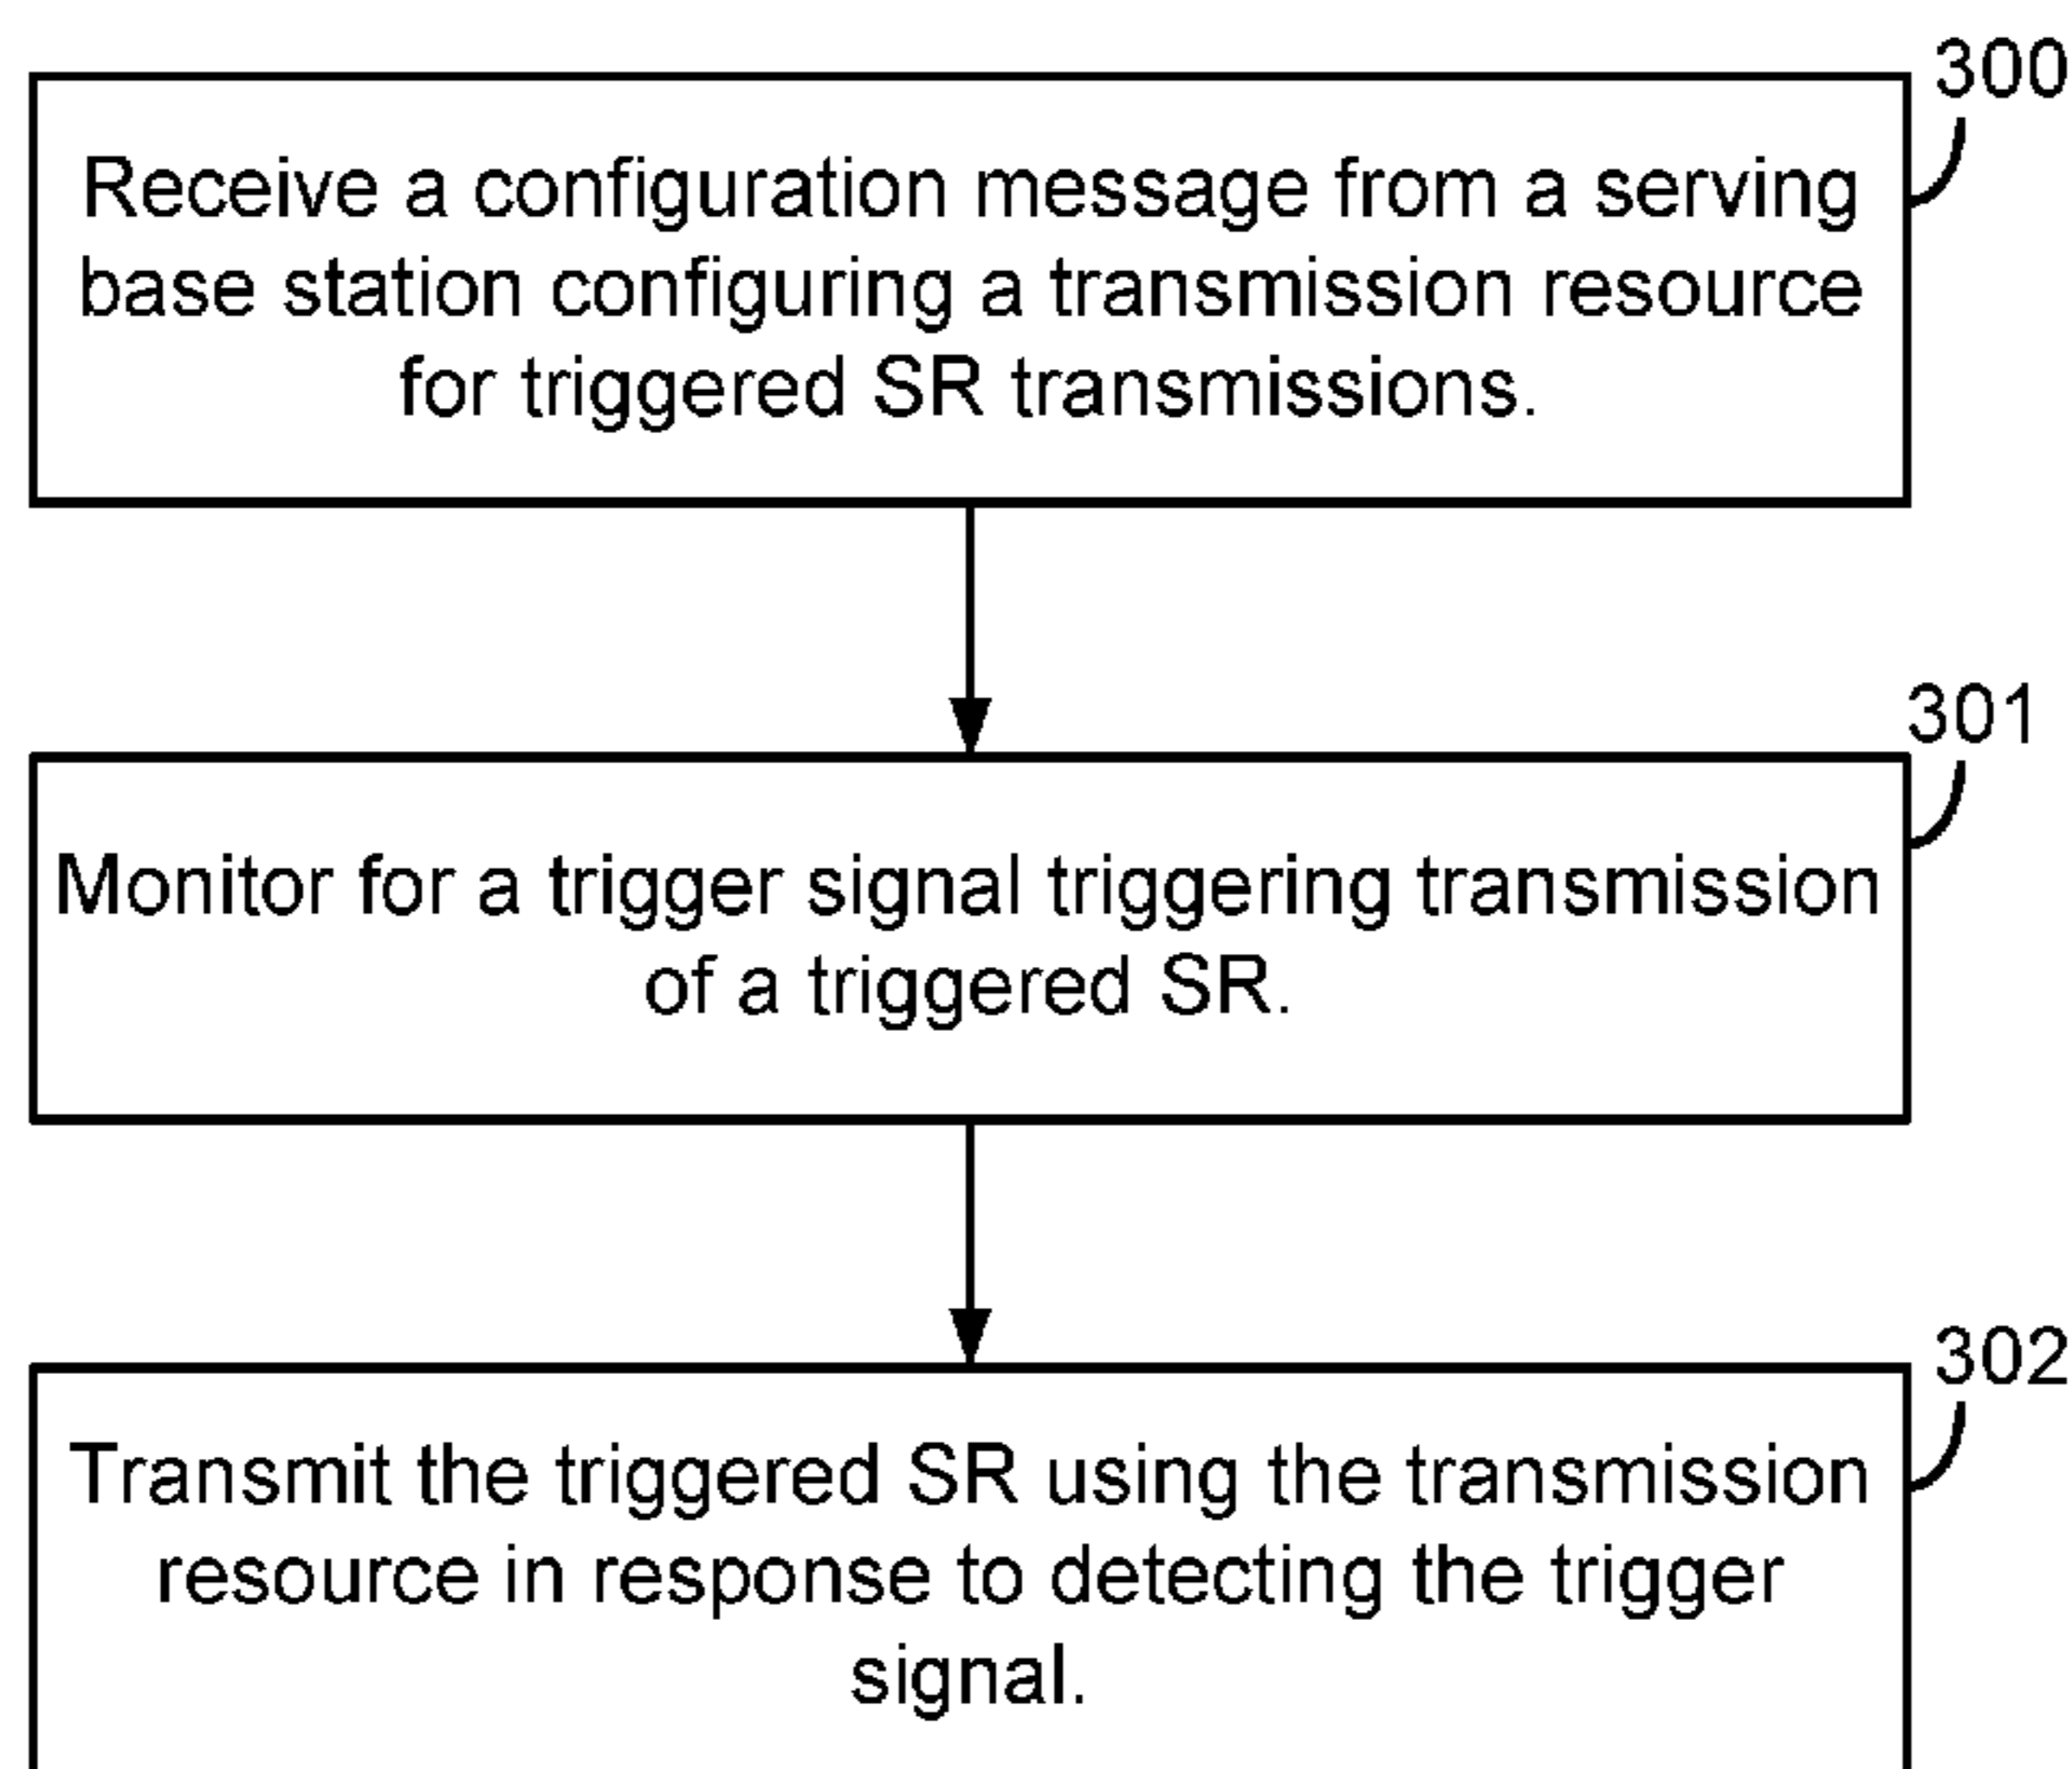 300
Receive a configuration message from a serving
base station configuring a transmission resource
for triggered SR transmissions.
301
Monitor for a trigger signal triggering transmission
of a triggered SR.
302
Transmit the triggered SR using the transmission
resource in response to detecting the trigger
signal.